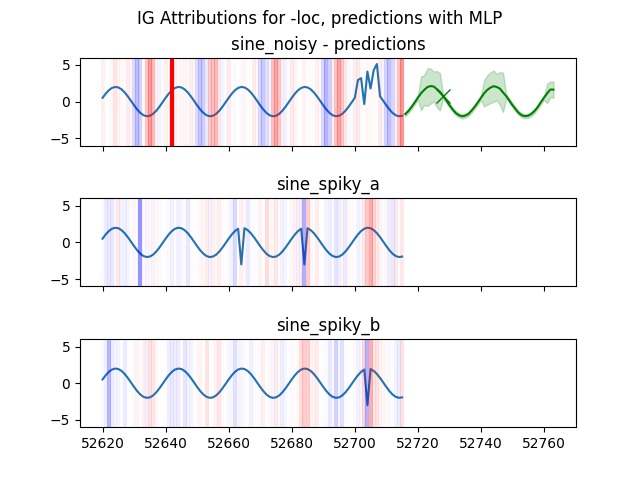 IG Attributions for -loc, predictions with MLP
sine_noisy - predictions
5
0
−5
sine_spiky_a
5
0
−5
sine_spiky_b
5
0
−5
52620 52640 52660 52680 52700 52720 52740 52760